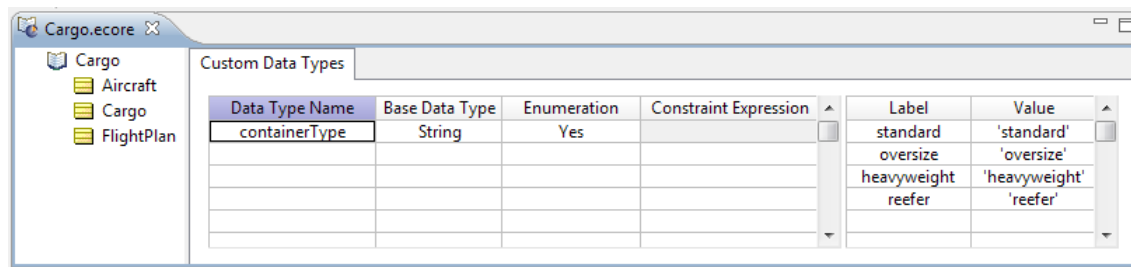 Cargo.ecore
Cargo
Aircraft
Cargo
FlightPlan
Custom Data Types
Data Type Name Base Data Type Enumeration Constraint Expression Label Value
containerType String Yes standard 'standard'
oversize 'oversize'
heavyweight 'heavyweight'
reefer 'reefer'